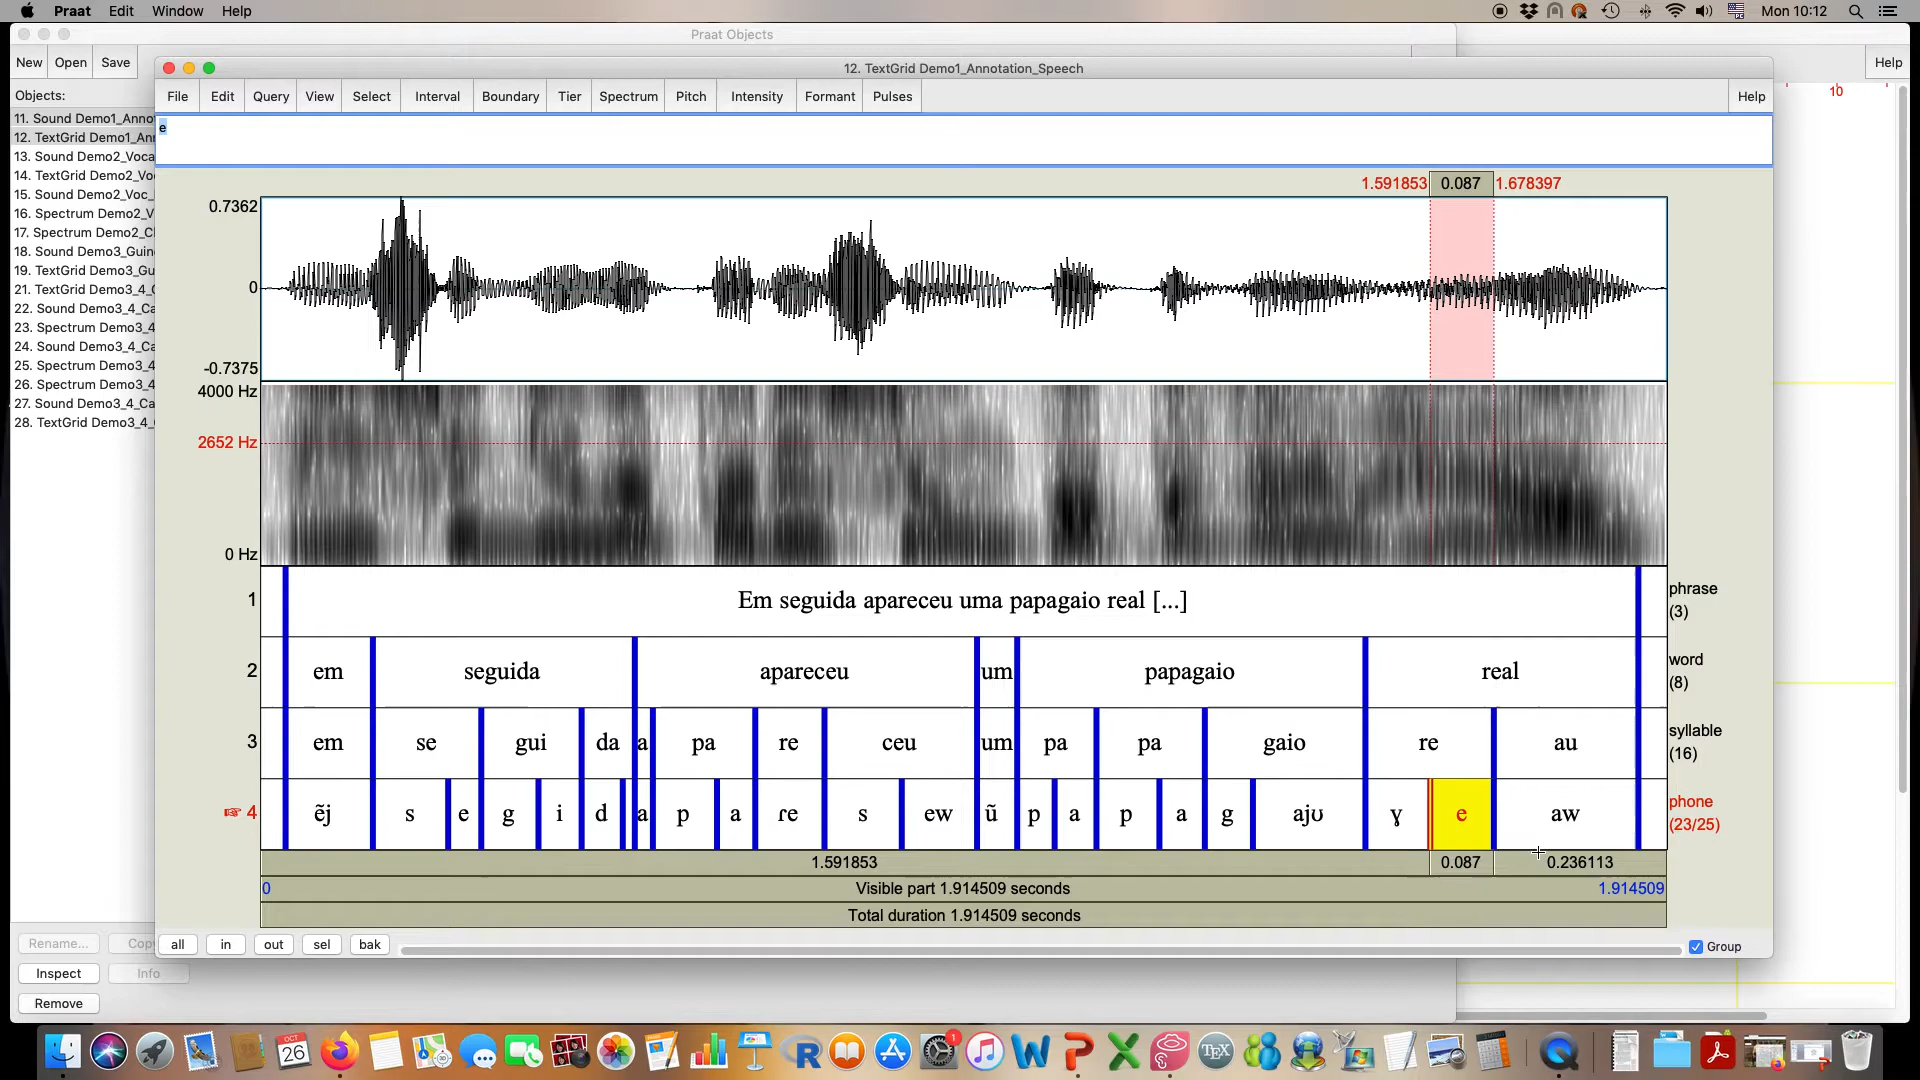 Praat Edit Window Help
Mon 10:12
Praat Objects
New Open Save
Help
Objects:
11. Sound Demo1_Anno
12. TextGrid Demo1_An
13. Sound Demo2_Voca
14. TextGrid Demo2_Vo
15. Sound Demo2_Voc_
16. Spectrum Demo2_V
17. Spectrum Demo2_C
18. Sound Demo3_Guin
19. TextGrid Demo3_Gu
21. TextGrid Demo3_4_C
22. Sound Demo3_4_Ca
23. Spectrum Demo3_4
24. Sound Demo3_4_Ca
25. Spectrum Demo3_4
26. Spectrum Demo3_4
27. Sound Demo3_4_Ca
28. TextGrid Demo3_4_
Rename... Copy
Inspect Info
Remove
10
12. TextGrid Demo1_Annotation_Speech
File Edit Query View Select Interval Boundary Tier Spectrum Pitch Intensity Formant Pulses Help
e
1.591853 0.087 1.678397
0.7362
0
-0.7375
4000 Hz
2652 Hz
0 Hz
1 Em seguida apareceu uma papagaio real [...] phrase
(3)
2 em seguida apareceu um papagaio real word
(8)
3 em se gui da a pa re ceu um pa pa gaio re au syllable
(16)
☞ 4 ẽj s e g i d a p a ɾe s ew ũ p a p a g ajʊ ɣ e aw phone
(23/25)
1.591853 0.087 0.236113
0 Visible part 1.914509 seconds 1.914509
Total duration 1.914509 seconds
all in out sel bak Group
OCT
26
1
TEX